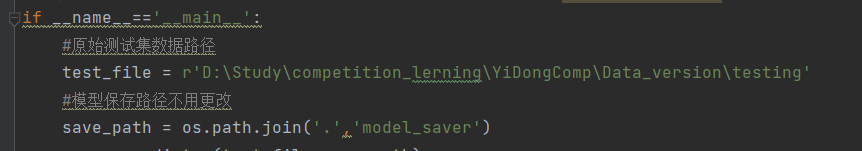 if __name__=='__main__':
#原始测试集数据路径
test_file = r'D:\Study\competition_lerning\YiDongComp\Data_version\testing'
#模型保存路径不用更改
save_path = os.path.join('.','model_saver')